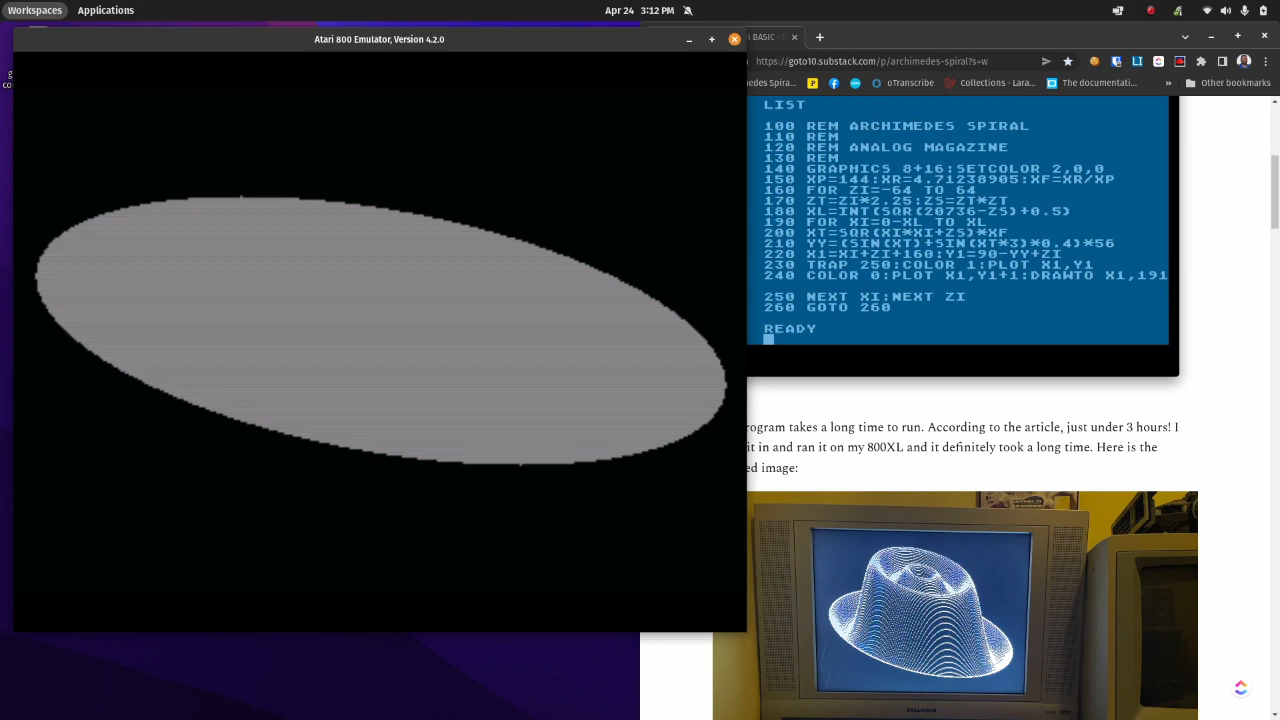 Workspaces Applications Apr 24 3:12 PM
Atari 800 Emulator, Version 4.2.0
BASIC
https://goto10.substack.com/p/archimedes-spiral?s=w
medes Spira... oTranscribe Collections - Lara... The documentati... » Other bookmarks
LIST
100 REM ARCHIMEDES SPIRAL
110 REM
120 REM ANALOG MAGAZINE
130 REM
140 GRAPHICS 8+16:SETCOLOR 2,0,0
150 XP=144:XR=4.71238905:XF=XR/XP
160 FOR ZI=-64 TO 64
170 ZT=ZI*2.25:ZS=ZT*ZT
180 XL=INT(SQR(20736-ZS)+0.5)
190 FOR XI=0-XL TO XL
200 XT=SQR(XI*XI+ZS)*XF
210 YY=(SIN(XT)+SIN(XT*3)*0.4)*56
220 X1=XI+ZI+160:Y1=90-YY+ZI
230 TRAP 250:COLOR 1:PLOT X1,Y1
240 COLOR 0:PLOT X1,Y1+1:DRAWTO X1,191
250 NEXT XI:NEXT ZI
260 GOTO 260
READY
rogram takes a long time to run. According to the article, just under 3 hours! I
it in and ran it on my 800XL and it definitely took a long time. Here is the
ed image: